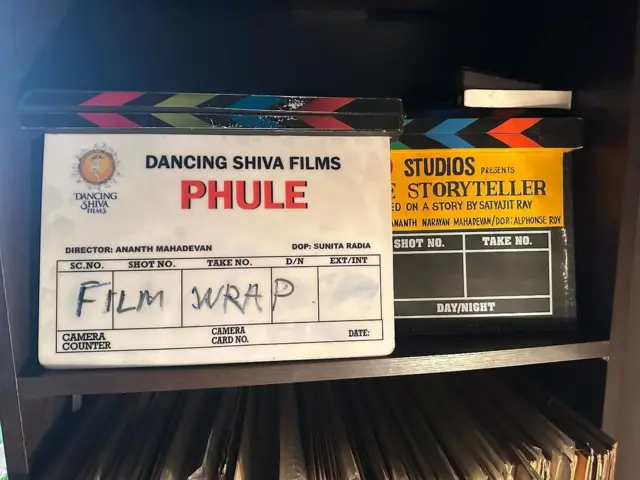 DANCING SHIVA FILMS
PHULE
DANCING
SHIVA
FILMS
DIRECTOR: ANANTH MAHADEVAN DOP: SUNITA RADIA
SC.NO. SHOT NO. TAKE NO. D/N EXT/INT
FILM WRAP
CAMERA COUNTER
CAMERA CARD NO.
DATE:
STUDIOS PRESENTS
STORYTELLER
ON A STORY BY SATYAJIT RAY
ANANTH NARAYAN MAHADEVAN/DOP: ALPHONSE ROY
SHOT NO. TAKE NO.
DAY/NIGHT